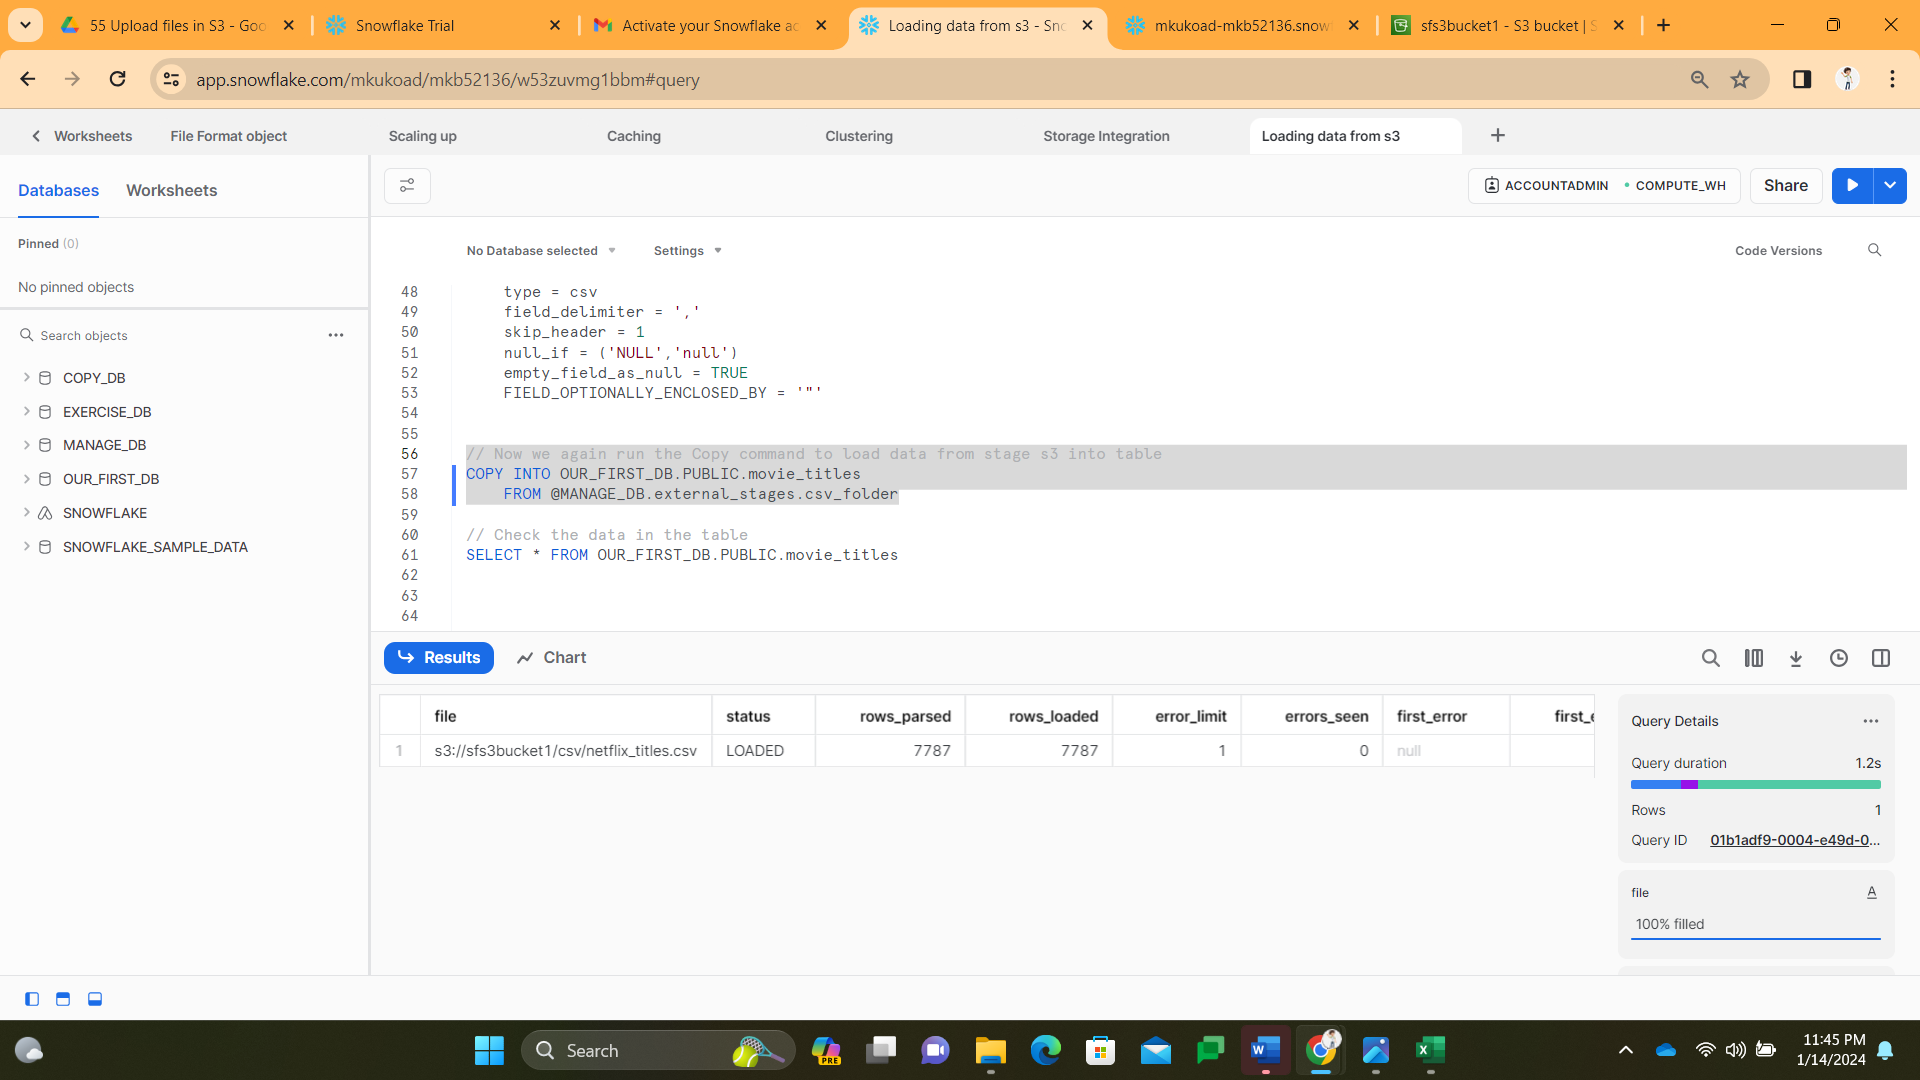 55 Upload files in S3 - Goo
Snowflake Trial
Activate your Snowflake ac
Loading data from s3 - Sno
mkukoad-mkb52136.snowf
sfs3bucket1 - S3 bucket | S
app.snowflake.com/mkukoad/mkb52136/w53zuvmg1bbm#query
Worksheets
File Format object
Scaling up
Caching
Clustering
Storage Integration
Loading data from s3
Databases
Worksheets
ACCOUNTADMIN
COMPUTE_WH
Share
Pinned (0)
No pinned objects
No Database selected
Settings
Code Versions
Search objects
COPY_DB
EXERCISE_DB
MANAGE_DB
OUR_FIRST_DB
SNOWFLAKE
SNOWFLAKE_SAMPLE_DATA
48 type = csv
49 field_delimiter = ','
50 skip_header = 1
51 null_if = ('NULL','null')
52 empty_field_as_null = TRUE
53 FIELD_OPTIONALLY_ENCLOSED_BY = '"'
54
55
56 // Now we again run the Copy command to load data from stage s3 into table
57 COPY INTO OUR_FIRST_DB.PUBLIC.movie_titles
58 FROM @MANAGE_DB.external_stages.csv_folder
59
60 // Check the data in the table
61 SELECT * FROM OUR_FIRST_DB.PUBLIC.movie_titles
62
63
64
Results
Chart
file status rows_parsed rows_loaded error_limit errors_seen first_error first_e
1 s3://sfs3bucket1/csv/netflix_titles.csv LOADED 7787 7787 1 0 null
Query Details
Query duration 1.2s
Rows 1
Query ID 01b1adf9-0004-e49d-0...
file A
100% filled
Search
PRE
11:45 PM
1/14/2024